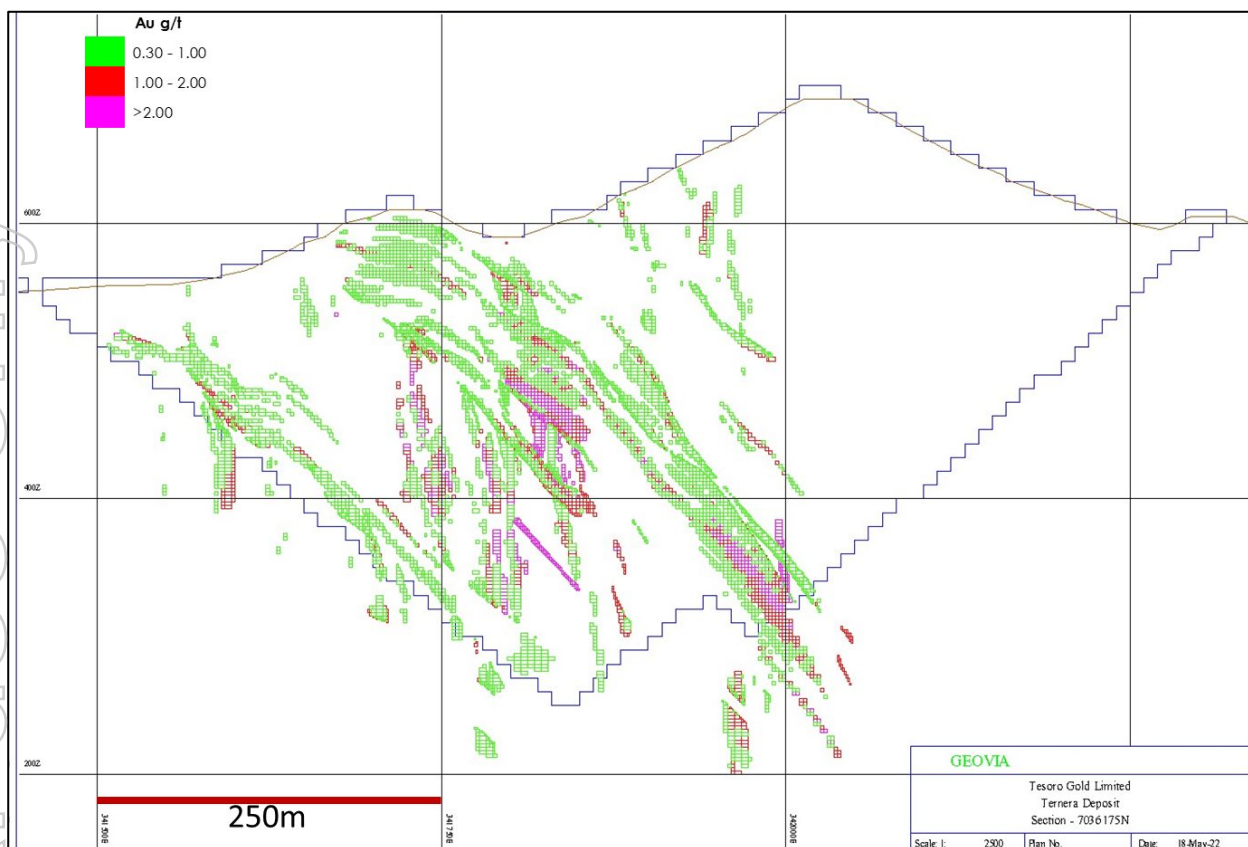 Au g/t
0.30 - 1.00
1.00 - 2.00
>2.00
600Z
400Z
200Z
250m
341500E
341750E
342000E
GEOVIA
Tesoro Gold Limited
Ternera Deposit
Section - 7036175N
Scale: 1: 2500 Plan No. Date: 18-May-22